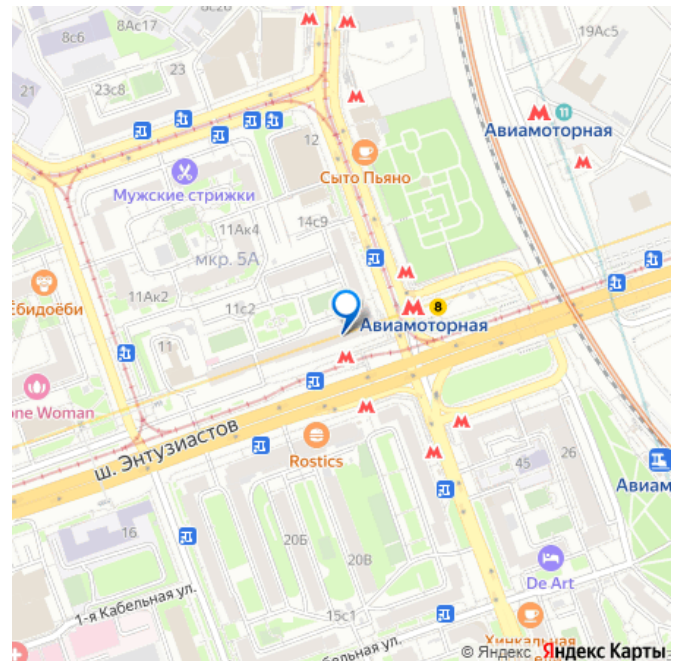 8Ас17
8с6
19Ас5
23
23с8
21
11
Авиамоторная
12
Сыто Пьяно
Мужские стрижки
14с9
11Ак4
мкр. 5А
Ёбидоёби
11Ак2
11с2
8
Авиамоторная
11
one Woman
ш. Энтузиастов
Rostics
45
26
Авиам
16
20Б
20В
De Art
1-я Кабельная ул.
15с1
Хинкальная
бельная ул.
© Яндекс Яндекс Карты